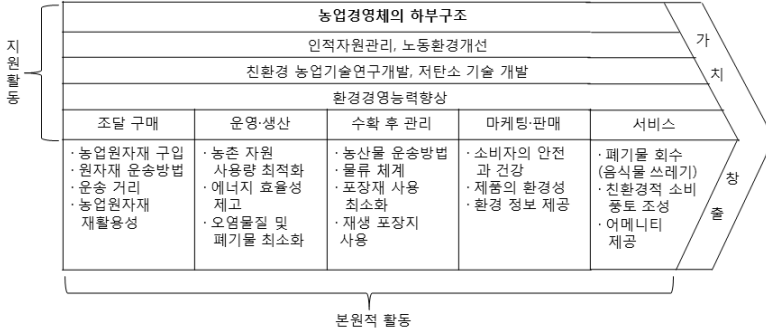 농업경영체의 하부구조
인적자원관리, 노동환경개선
친환경 농업기술연구개발, 저탄소 기술 개발
환경경영능력향상
지원활동
조달 구매
· 농업원자재 구입
· 원자재 운송방법
· 운송 거리
· 농업원자재
재활용성
운영·생산
· 농촌 자원
사용량 최적화
· 에너지 효율성
제고
· 오염물질 및
폐기물 최소화
수확 후 관리
· 농산물 운송방법
· 물류 체계
· 포장재 사용
최소화
· 재생 포장지
사용
마케팅·판매
· 소비자의 안전
과 건강
· 제품의 환경성
· 환경 정보 제공
서비스
· 폐기물 회수
(음식물 쓰레기)
· 친환경적 소비
풍토 조성
· 어메니티
제공
가
치
창
출
본원적 활동